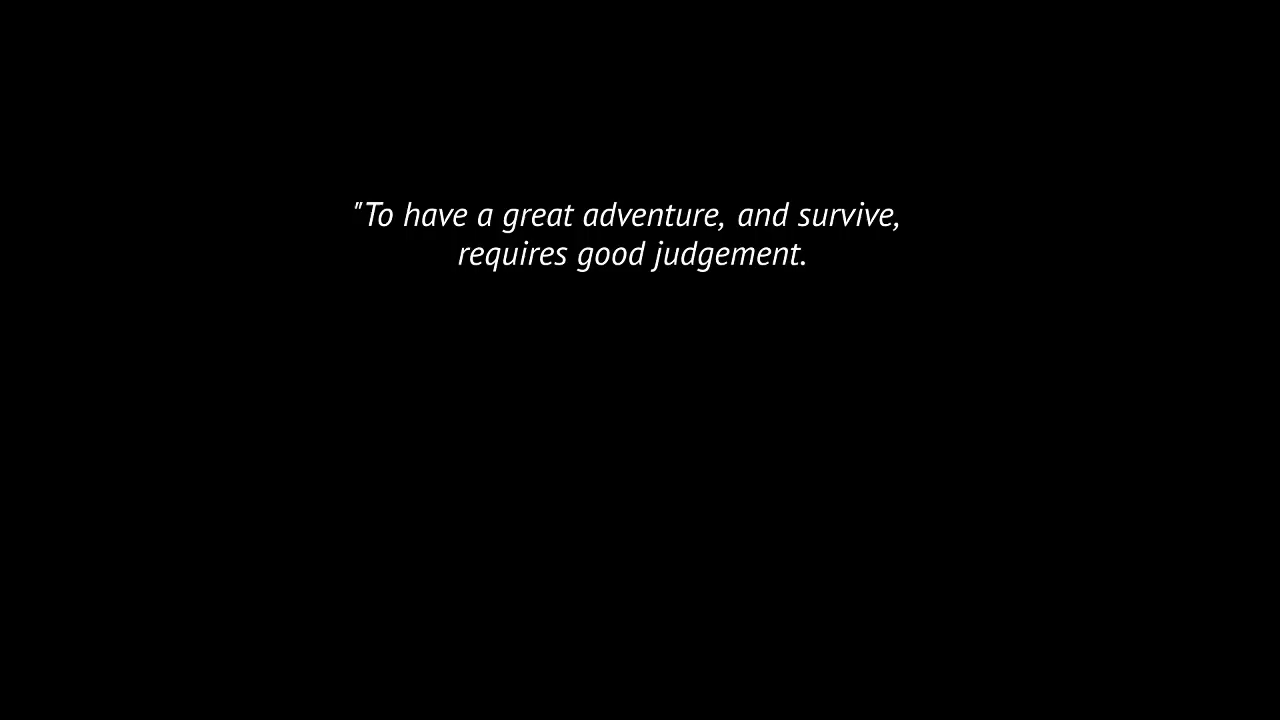 "To have a great adventure, and survive,
requires good judgement.